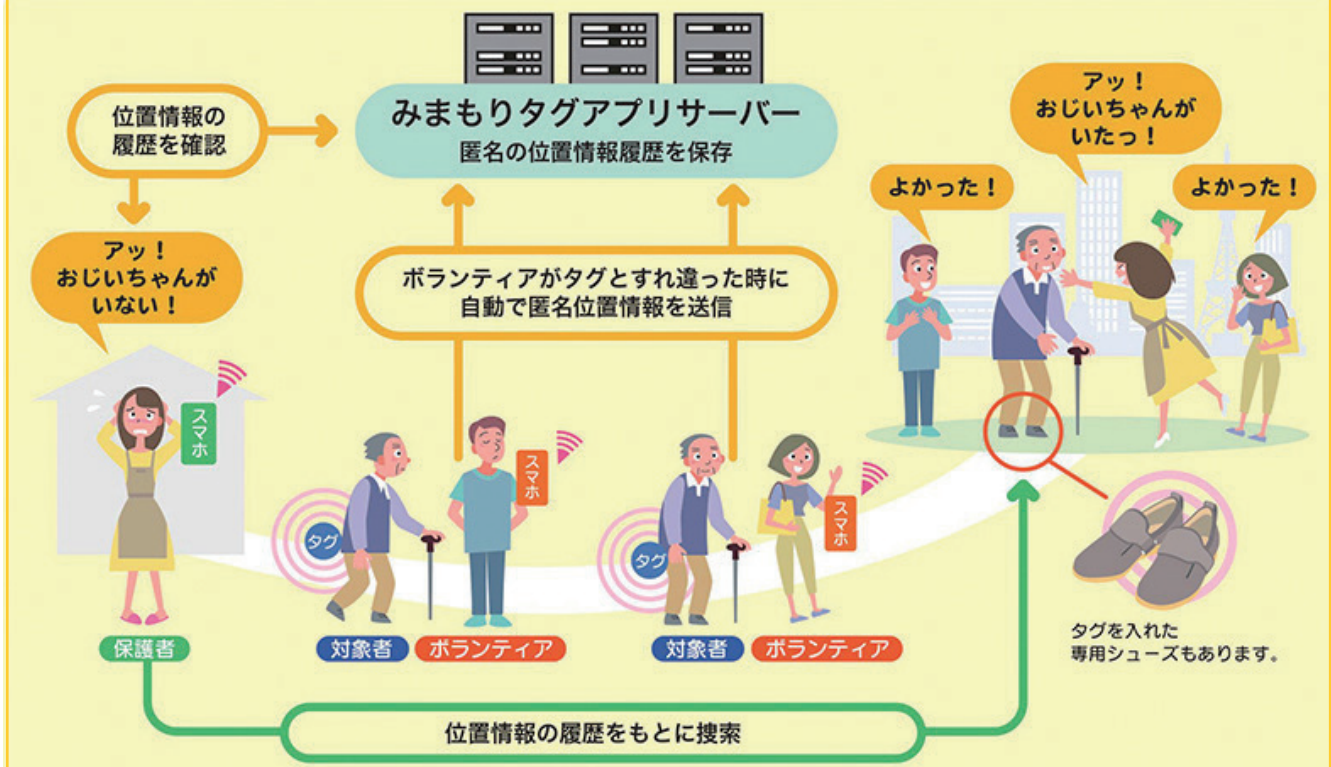 みまもりタグアプリサーバー
匿名の位置情報履歴を保存
位置情報の
履歴を確認
アッ!
おじいちゃんが
いない!
ボランティアがタグとすれ違った時に
自動で匿名位置情報を送信
アッ!
おじいちゃんが
いたっ!
よかった!
よかった!
スマホ
タグ
スマホ
タグ
スマホ
保護者
対象者
ボランティア
対象者
ボランティア
タグを入れた
専用シューズもあります。
位置情報の履歴をもとに捜索